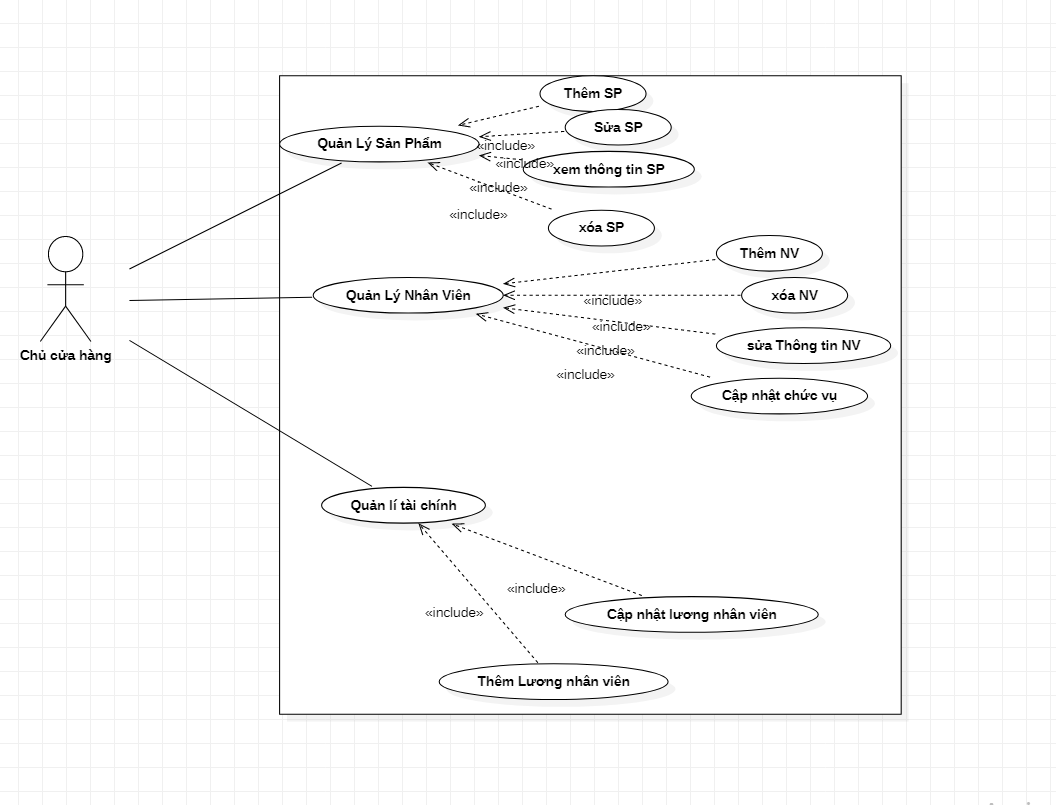 Thêm SP
Sửa SP
Quản Lý Sản Phẩm
«include»
«include»
xem thông tin SP
«include»
«include»
xóa SP
Thêm NV
Quản Lý Nhân Viên
xóa NV
«include»
«include»
sửa Thông tin NV
«include»
Chủ cửa hàng
«include»
Cập nhật chức vụ
Quản lí tài chính
«include»
«include»
Cập nhật lương nhân viên
Thêm Lương nhân viên